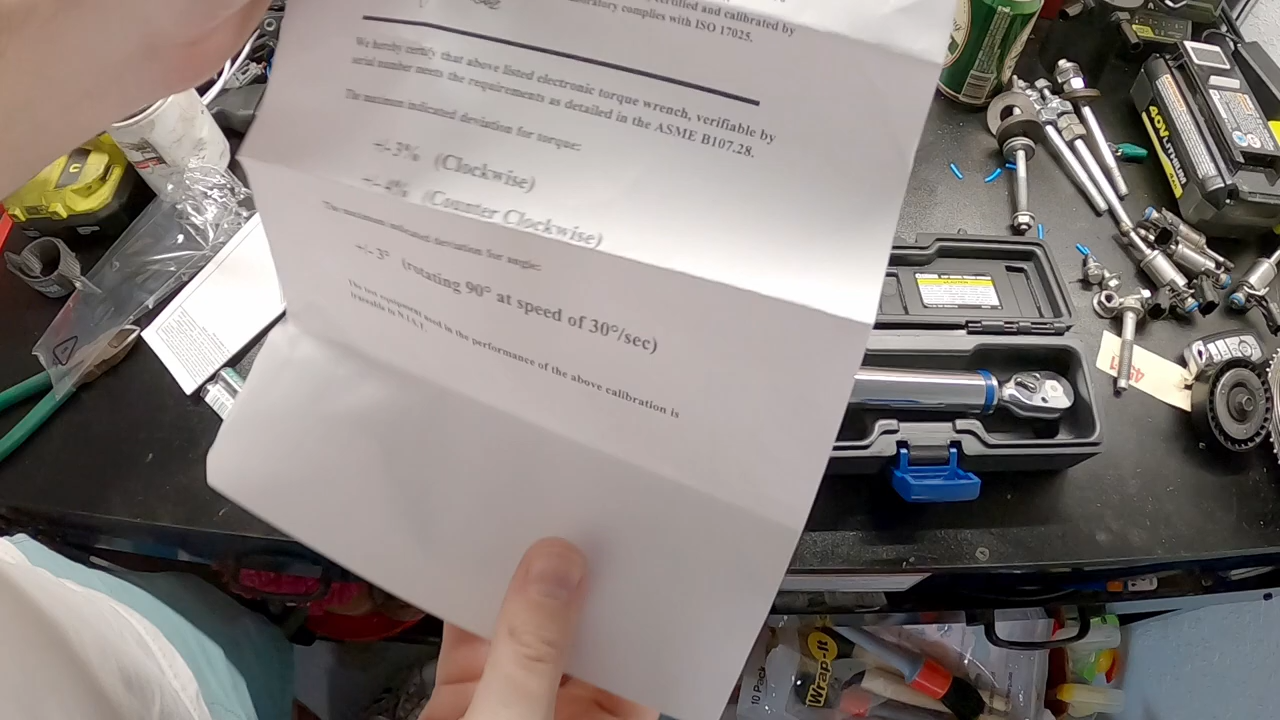 certified and calibrated by
laboratory complies with ISO 17025.
We hereby certify that above listed electronic torque wrench, verifiable by
serial number meets the requirements as detailed in the ASME B107.28.
The maximum indicated deviation for torque:
+/-3% (Clockwise)
+/- 4% (Counter Clockwise)
The maximum indicated deviation for angle:
+/-3° (rotating 90° at speed of 30°/sec)
The test equipment used in the performance of the above calibration is
traceable to N.I.S.T.
40V LITHIUM
10 Pack
Wrap-It